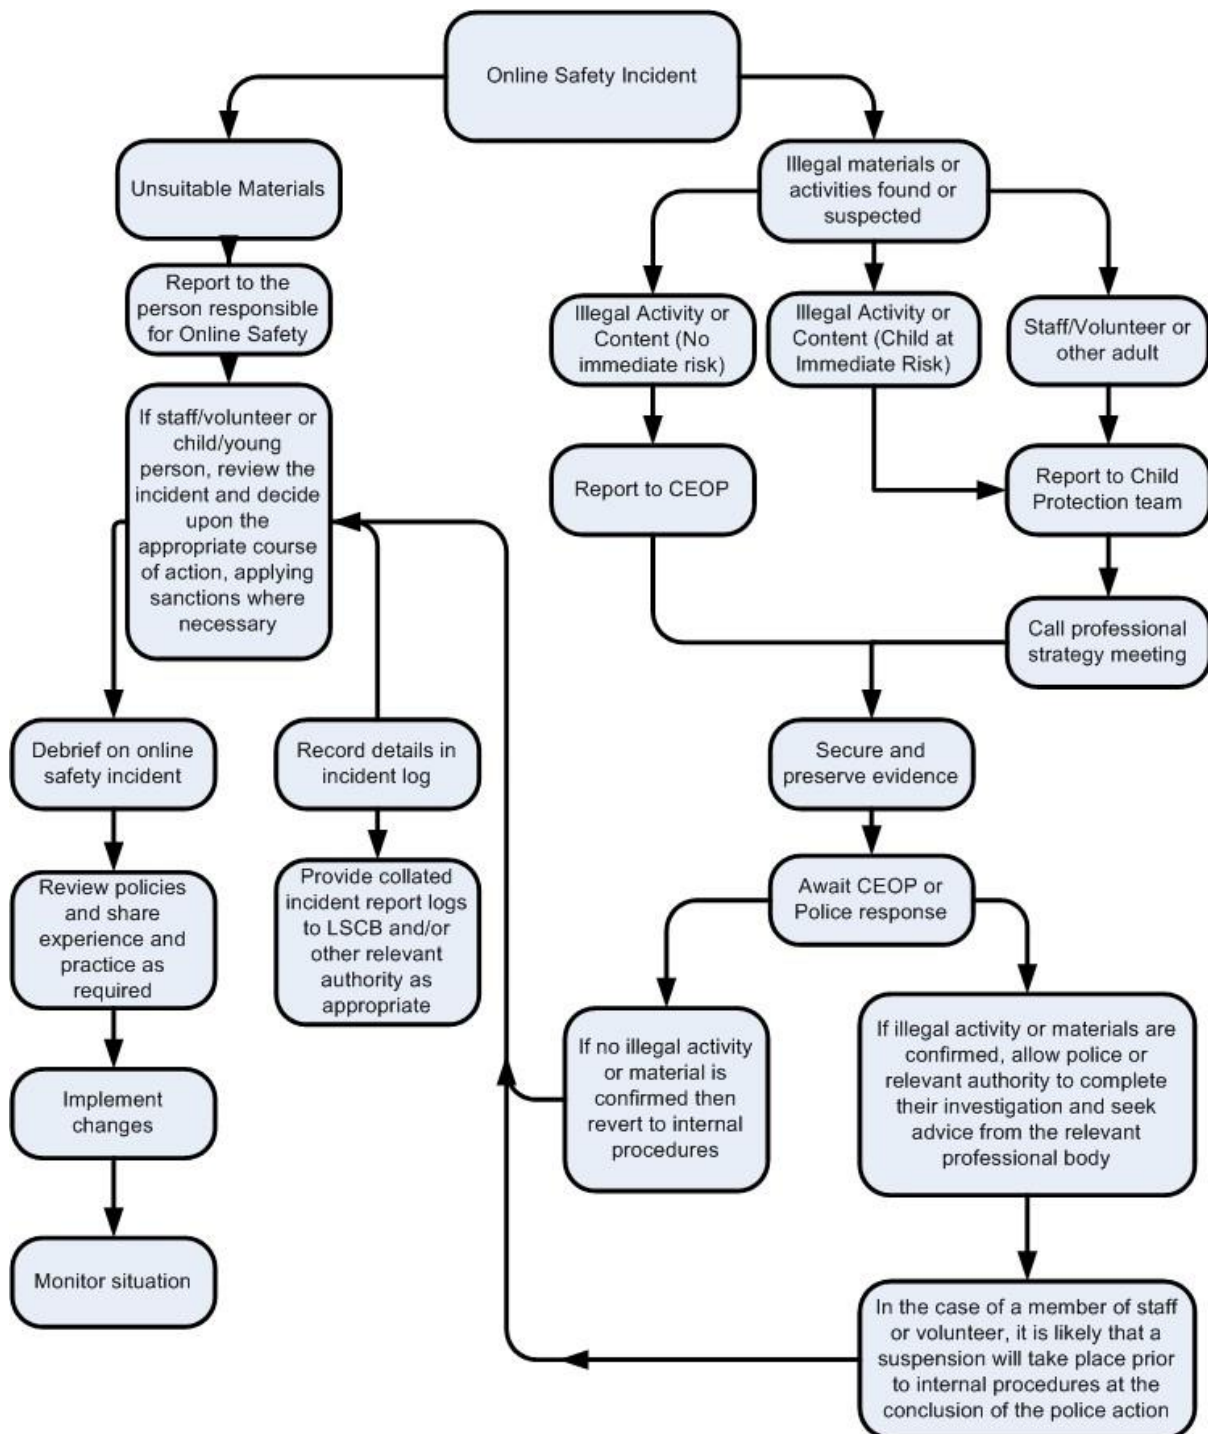 Online Safety Incident
Unsuitable Materials
Illegal materials or
activities found or
suspected
Report to the
person responsible
for Online Safety
Illegal Activity or
Content (No
immediate risk)
Illegal Activity or
Content (Child at
Immediate Risk)
Staff/Volunteer or
other adult
If staff/volunteer or
child/young
person, review the
incident and decide
upon the
appropriate course
of action, applying
sanctions where
necessary
Report to CEOP
Report to Child
Protection team
Call professional
strategy meeting
Debrief on online
safety incident
Record details in
incident log
Secure and
preserve evidence
Review policies
and share
experience and
practice as
required
Provide collated
incident report logs
to LSCB and/or
other relevant
authority as
appropriate
Await CEOP or
Police response
If no illegal activity
or material is
confirmed then
revert to internal
procedures
If illegal activity or materials are
confirmed, allow police or
relevant authority to complete
their investigation and seek
advice from the relevant
professional body
Implement
changes
Monitor situation
In the case of a member of staff
or volunteer, it is likely that a
suspension will take place prior
to internal procedures at the
conclusion of the police action